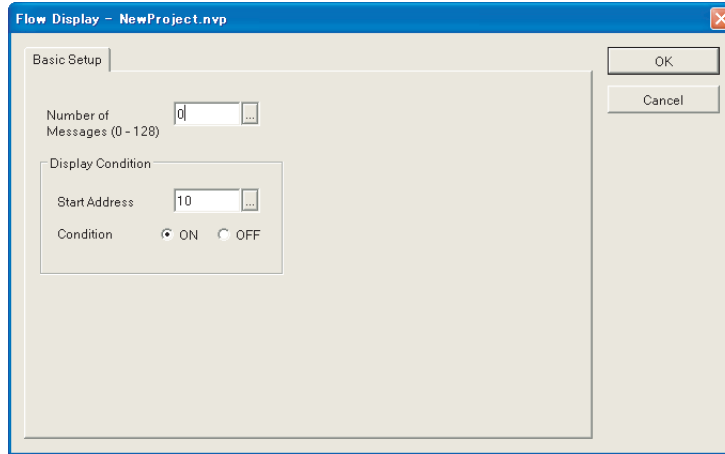 Flow Display - NewProject.nvp
Basic Setup
OK
Cancel
Number of
Messages (0 - 128)
0
...
Display Condition
Start Address
10
...
Condition
ON
OFF